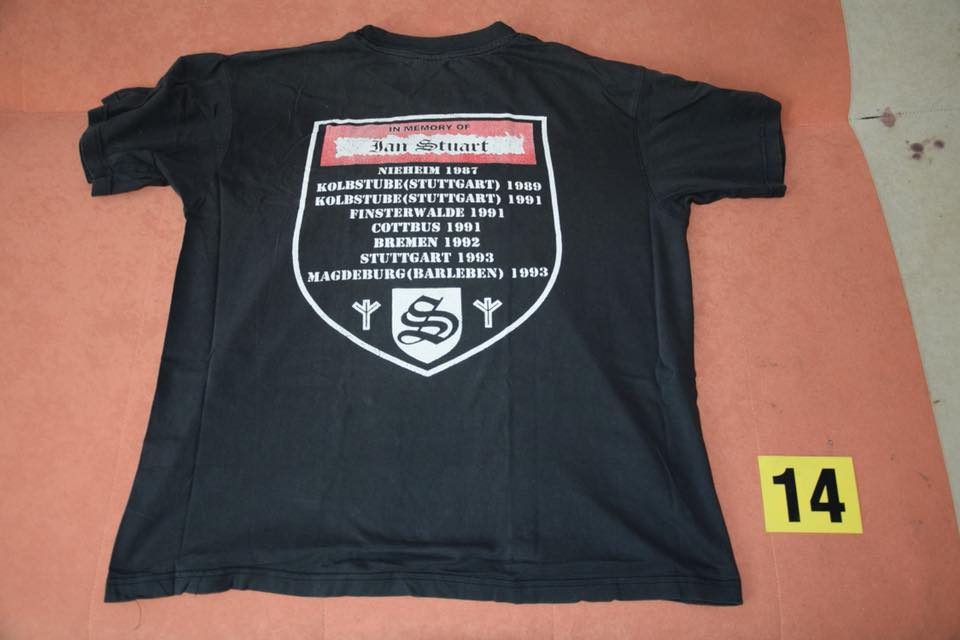 IN MEMORY OF
Ian Stuart
NIEHEIM 1987
KOLBSTUBE(STUTTGART) 1989
KOLBSTUBE(STUTTGART) 1991
FINSTERWALDE 1991
COTTBUS 1991
BREMEN 1992
STUTTGART 1993
MAGDEBURG(BARLEBEN) 1993
S
14